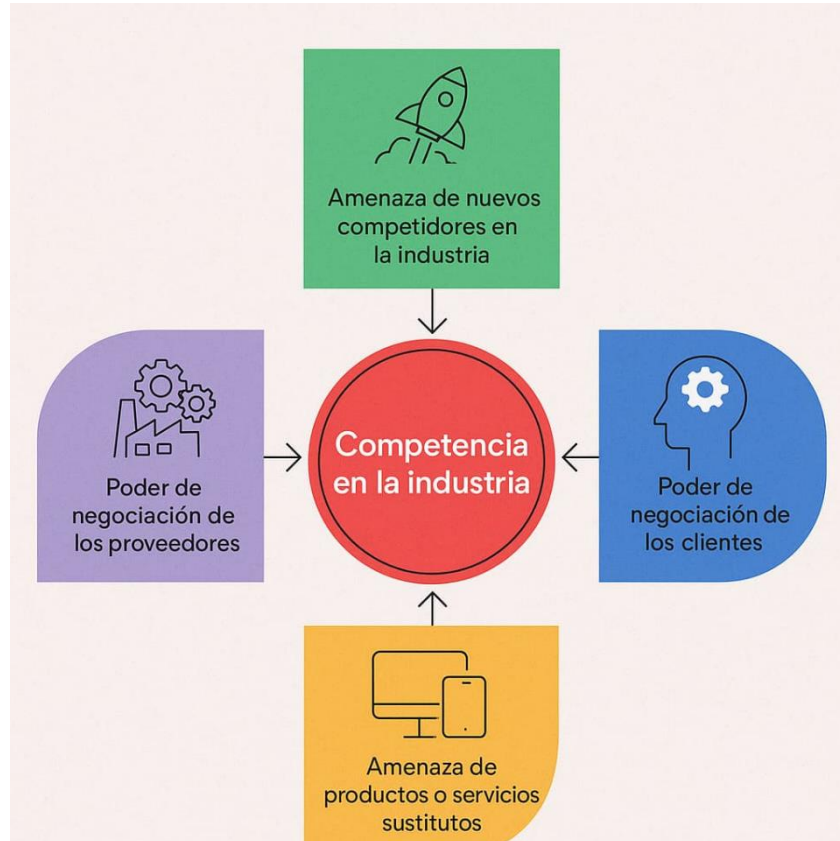 Amenaza de nuevos
competidores en
la industria
Poder de
negociación de
los proveedores
Competencia
en la industria
Poder de
negociación de
los clientes
Amenaza de
productos o servicios
sustitutos